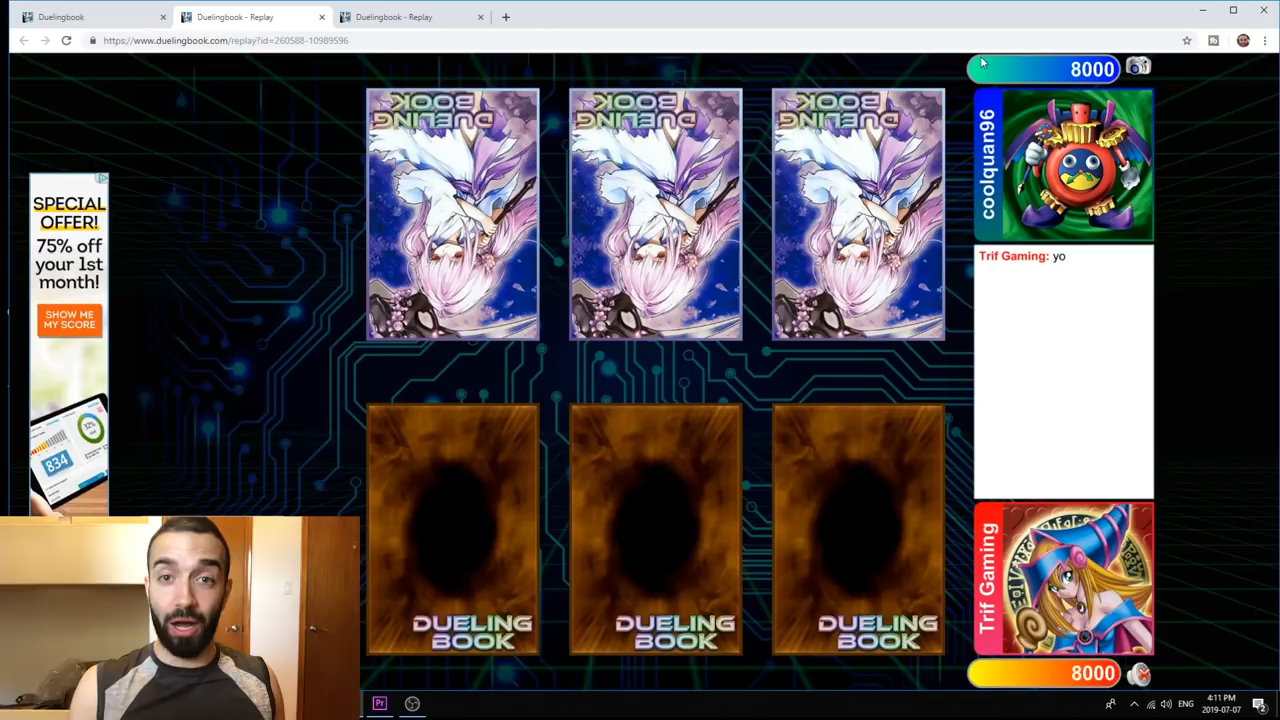 Duelingbook
Duelingbook - Replay
Duelingbook - Replay
https://www.duelingbook.com/replay?id=260588-10989596
8000
DUELING
BOOK
DUELING
BOOK
DUELING
BOOK
coolquan96
Trif Gaming: yo
SPECIAL
OFFER!
75% off
your 1st
month!
SHOW ME
MY SCORE
834
DUELING
BOOK
DUELING
BOOK
DUELING
BOOK
Trif Gaming
8000
Pr
ENG
4:11 PM
2019-07-07
2